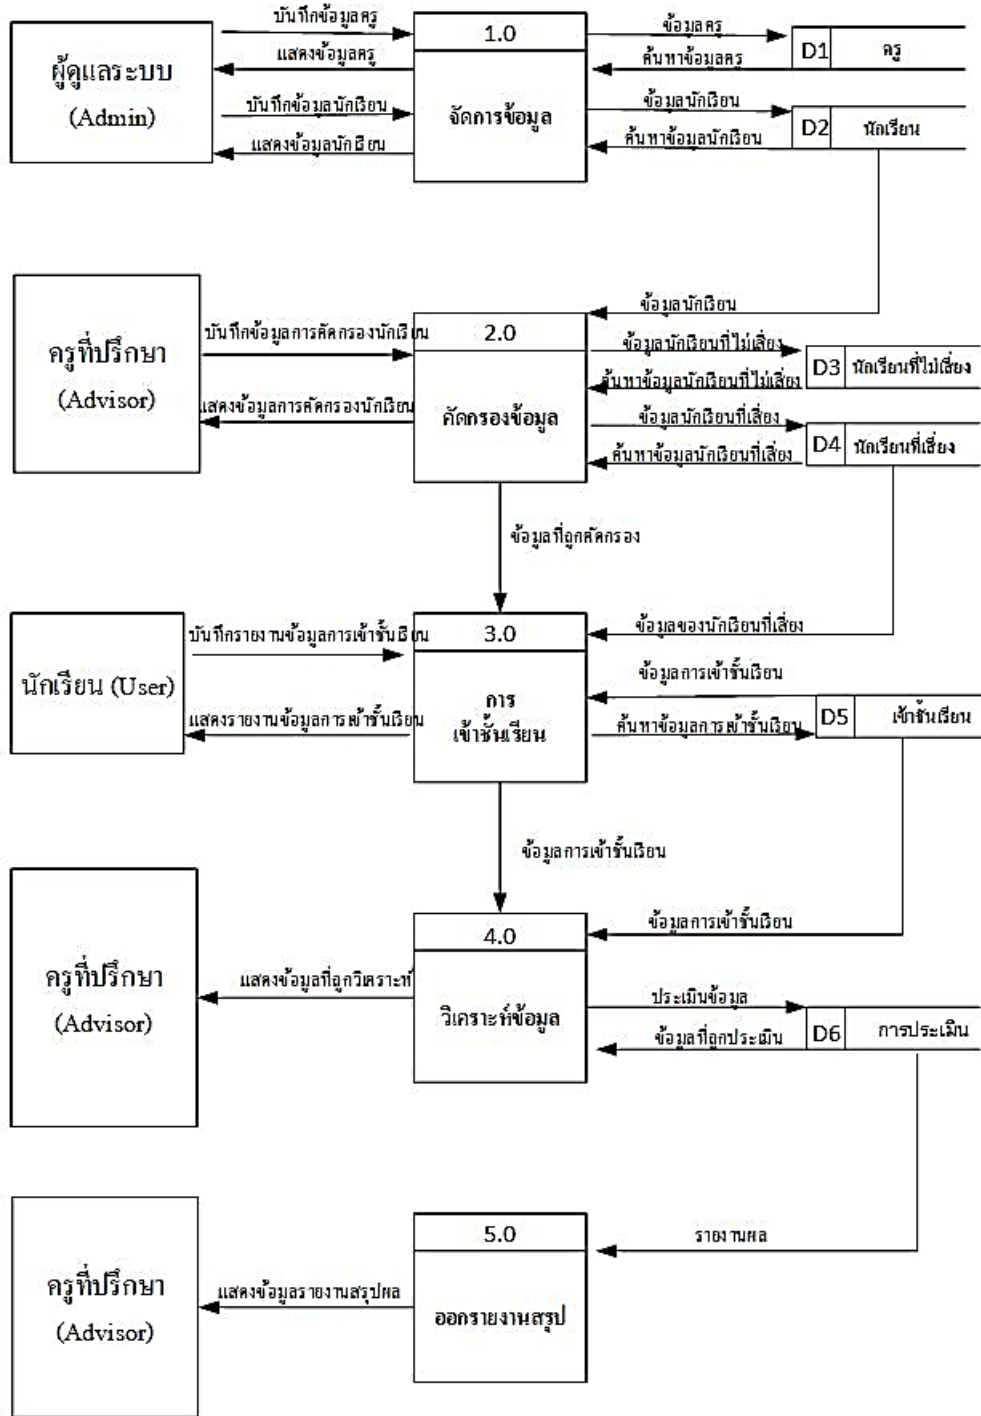 บันทึกข้อมูลครู
1.0
ข้อมูลครู
D1
ครู
แสดงข้อมูลครู
ค้นหาข้อมูลครู
ผู้ดูแลระบบ
(Admin)
บันทึกข้อมูลนักเรียน
จัดการข้อมูล
ข้อมูลนักเรียน
D2
นักเรียน
แสดงข้อมูลนักเรียน
ค้นหาข้อมูลนักเรียน
ข้อมูลนักเรียน
ครูที่ปรึกษา
(Advisor)
บันทึกข้อมูลการคัดกรองนักเรียน
2.0
ข้อมูลนักเรียนที่ไม่เสี่ยง
D3
นักเรียนที่ไม่เสี่ยง
ค้นหาข้อมูลนักเรียนที่ไม่เสี่ยง
แสดงข้อมูลการคัดกรองนักเรียน
คัดกรองข้อมูล
ข้อมูลนักเรียนที่เสี่ยง
D4
นักเรียนที่เสี่ยง
ค้นหาข้อมูลนักเรียนที่เสี่ยง
ข้อมูลที่ถูกคัดกรอง
บันทึกรายงานข้อมูลการเข้าชั้นเรียน
3.0
ข้อมูลของนักเรียนที่เสี่ยง
นักเรียน (User)
ข้อมูลการเข้าชั้นเรียน
แสดงรายงานข้อมูลการเข้าชั้นเรียน
การ
เข้าชั้นเรียน
ค้นหาข้อมูลการเข้าชั้นเรียน
D5
เข้าชั้นเรียน
ข้อมูลการเข้าชั้นเรียน
4.0
ข้อมูลการเข้าชั้นเรียน
ครูที่ปรึกษา
(Advisor)
แสดงข้อมูลที่ถูกวิเคราะห์
วิเคราะห์ข้อมูล
ประเมินข้อมูล
D6
การประเมิน
ข้อมูลที่ถูกประเมิน
5.0
รายงานผล
ครูที่ปรึกษา
(Advisor)
แสดงข้อมูลรายงานสรุปผล
ออกรายงานสรุป